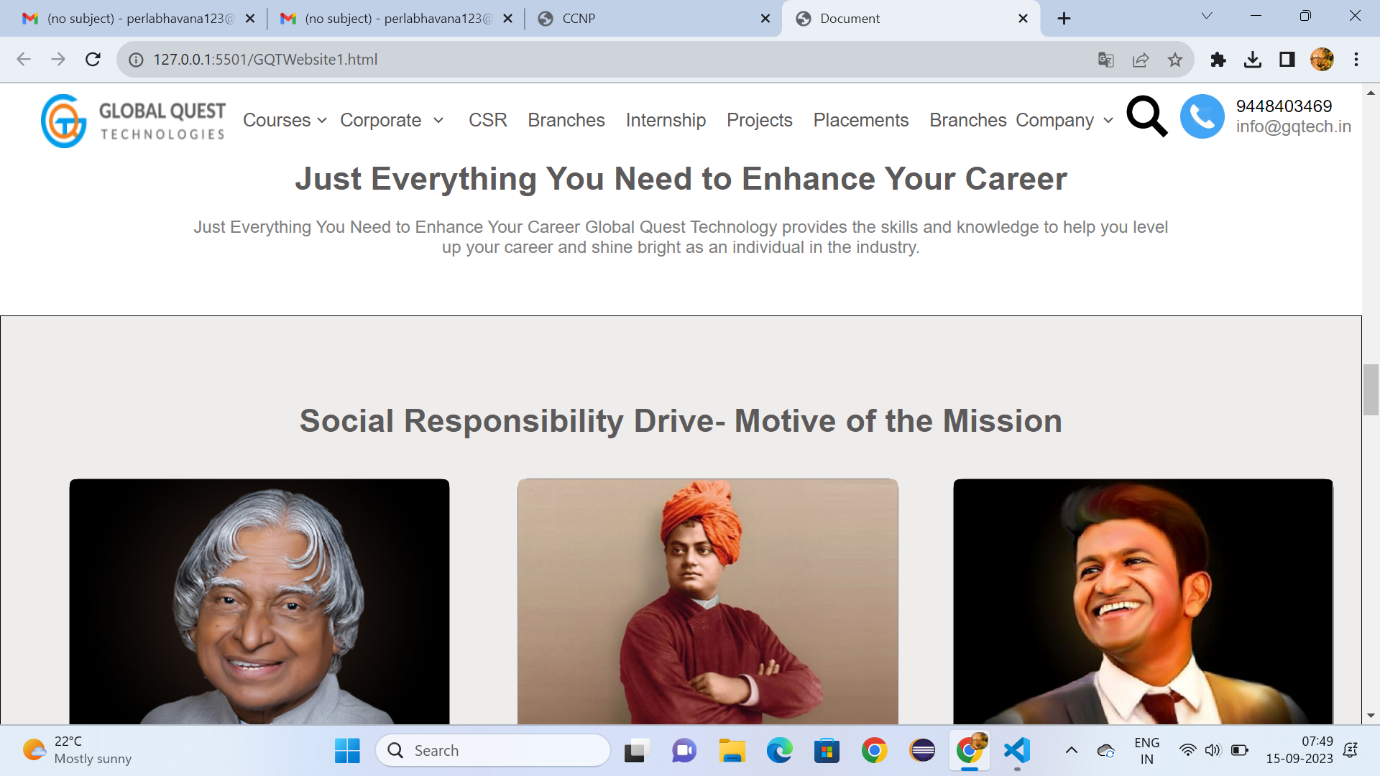 (no subject) - perlabhavana123@
(no subject) - perlabhavana123@
CCNP
Document
127.0.0.1:5501/GQTWebsite1.html
GLOBAL QUEST
TECHNOLOGIES
Courses
Corporate
CSR
Branches
Internship
Projects
Placements
Branches
Company
9448403469
info@gqtech.in
Just Everything You Need to Enhance Your Career
Just Everything You Need to Enhance Your Career Global Quest Technology provides the skills and knowledge to help you level
up your career and shine bright as an individual in the industry.
Social Responsibility Drive- Motive of the Mission
22°C
Mostly sunny
Search
ENG
IN
07:49
15-09-2023